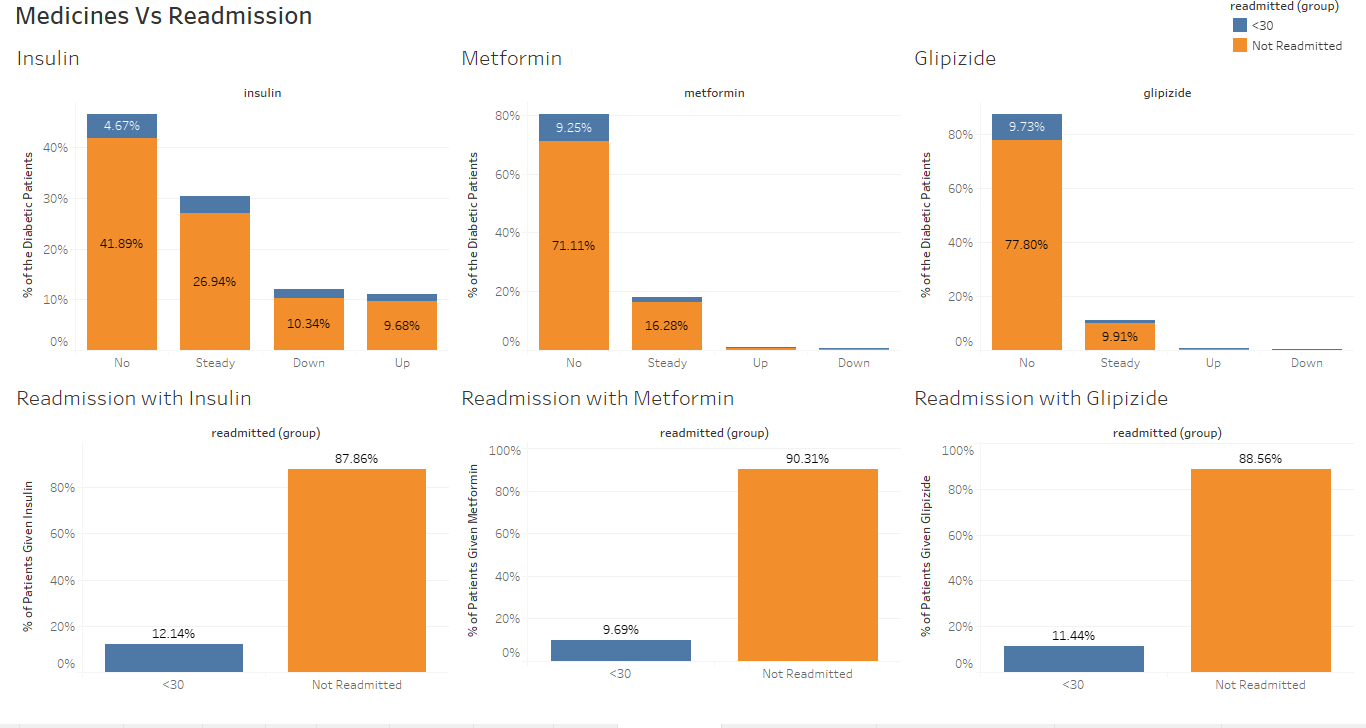 Medicines Vs Readmission
readmitted (group)
<30
Not Readmitted
Insulin
insulin
% of the Diabetic Patients
40%
30%
20%
10%
0%
4.67%
41.89%
26.94%
10.34%
9.68%
No
Steady
Down
Up
Metformin
metformin
% of the Diabetic Patients
80%
60%
40%
20%
0%
9.25%
71.11%
16.28%
No
Steady
Up
Down
Glipizide
glipizide
% of the Diabetic Patients
80%
60%
40%
20%
0%
9.73%
77.80%
9.91%
No
Steady
Up
Down
Readmission with Insulin
readmitted (group)
% of Patients Given Insulin
80%
60%
40%
20%
0%
12.14%
87.86%
<30
Not Readmitted
Readmission with Metformin
readmitted (group)
% of Patients Given Metformin
100%
80%
60%
40%
20%
0%
9.69%
90.31%
<30
Not Readmitted
Readmission with Glipizide
readmitted (group)
% of Patients Given Glipizide
100%
80%
60%
40%
20%
0%
11.44%
88.56%
<30
Not Readmitted